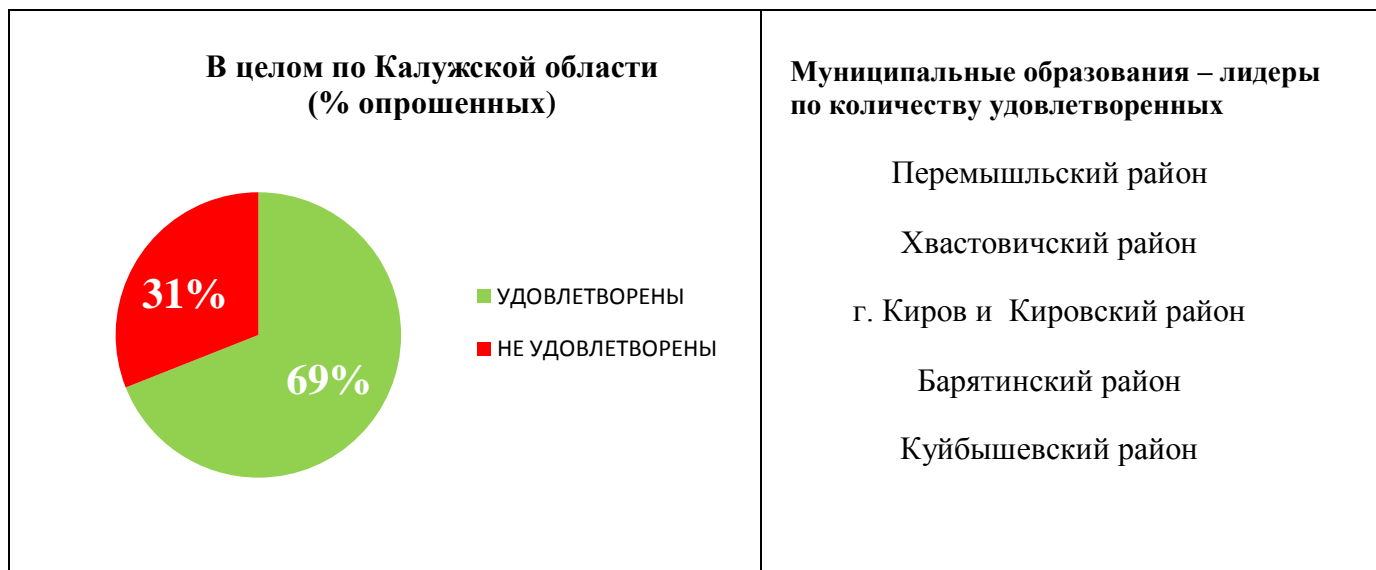 В целом по Калужской области
(% опрошенных)
31%
69%
УДОВЛЕТВОРЕНЫ
НЕ УДОВЛЕТВОРЕНЫ
Муниципальные образования – лидеры
по количеству удовлетворенных
Перемышльский район
Хвастовичский район
г. Киров и  Кировский район
Барятинский район
Куйбышевский район